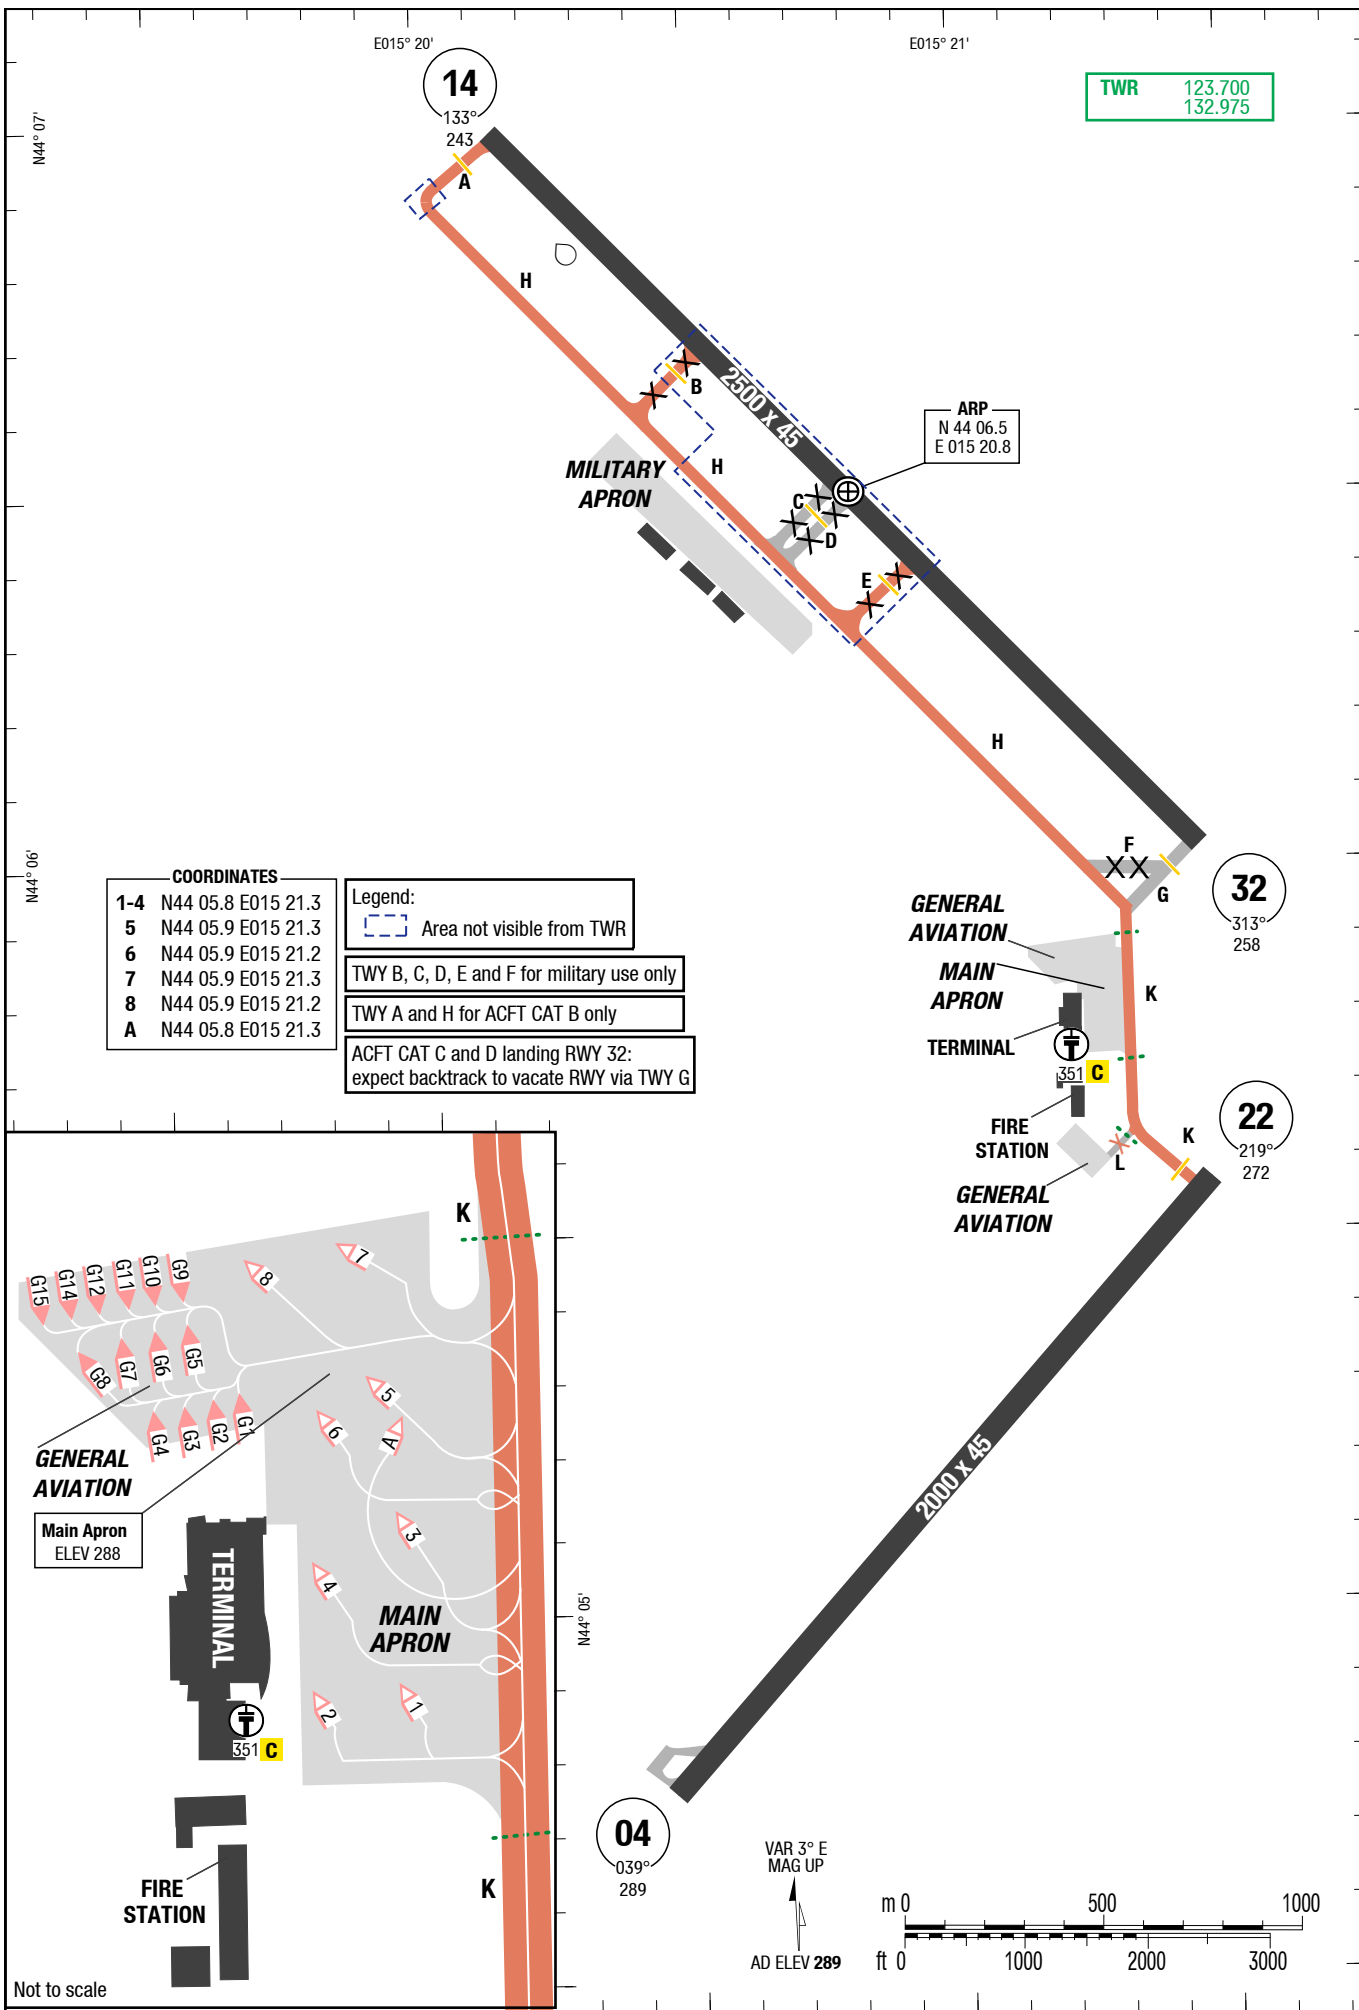 E015° 20'
E015° 21'
14
133°
243
TWR 123.700
132.975
N44° 07'
A
H
B
2500 x 45
ARP
N 44 06.5
E 015 20.8
MILITARY
APRON
H
C
D
E
H
F
G
32
313°
258
N44° 06'
COORDINATES
1-4 N44 05.8 E015 21.3
5 N44 05.9 E015 21.3
6 N44 05.9 E015 21.2
7 N44 05.9 E015 21.3
8 N44 05.9 E015 21.2
A N44 05.8 E015 21.3
Legend:
Area not visible from TWR
TWY B, C, D, E and F for military use only
TWY A and H for ACFT CAT B only
ACFT CAT C and D landing RWY 32:
expect backtrack to vacate RWY via TWY G
GENERAL
AVIATION
MAIN
APRON
K
TERMINAL
351 C
FIRE
STATION
L
K
22
219°
272
GENERAL
AVIATION
2000 x 45
04
039°
289
N44° 05'
VAR 3° E
MAG UP
AD ELEV 289
m 0 500 1000
ft 0 1000 2000 3000
K
G15
G14
G12
G11
G10
G9
8
7
G8
G7
G6
G5
G4
G3
G2
G1
5
6
A
GENERAL
AVIATION
Main Apron
ELEV 288
3
4
TERMINAL
MAIN
APRON
2
1
351 C
FIRE
STATION
K
Not to scale